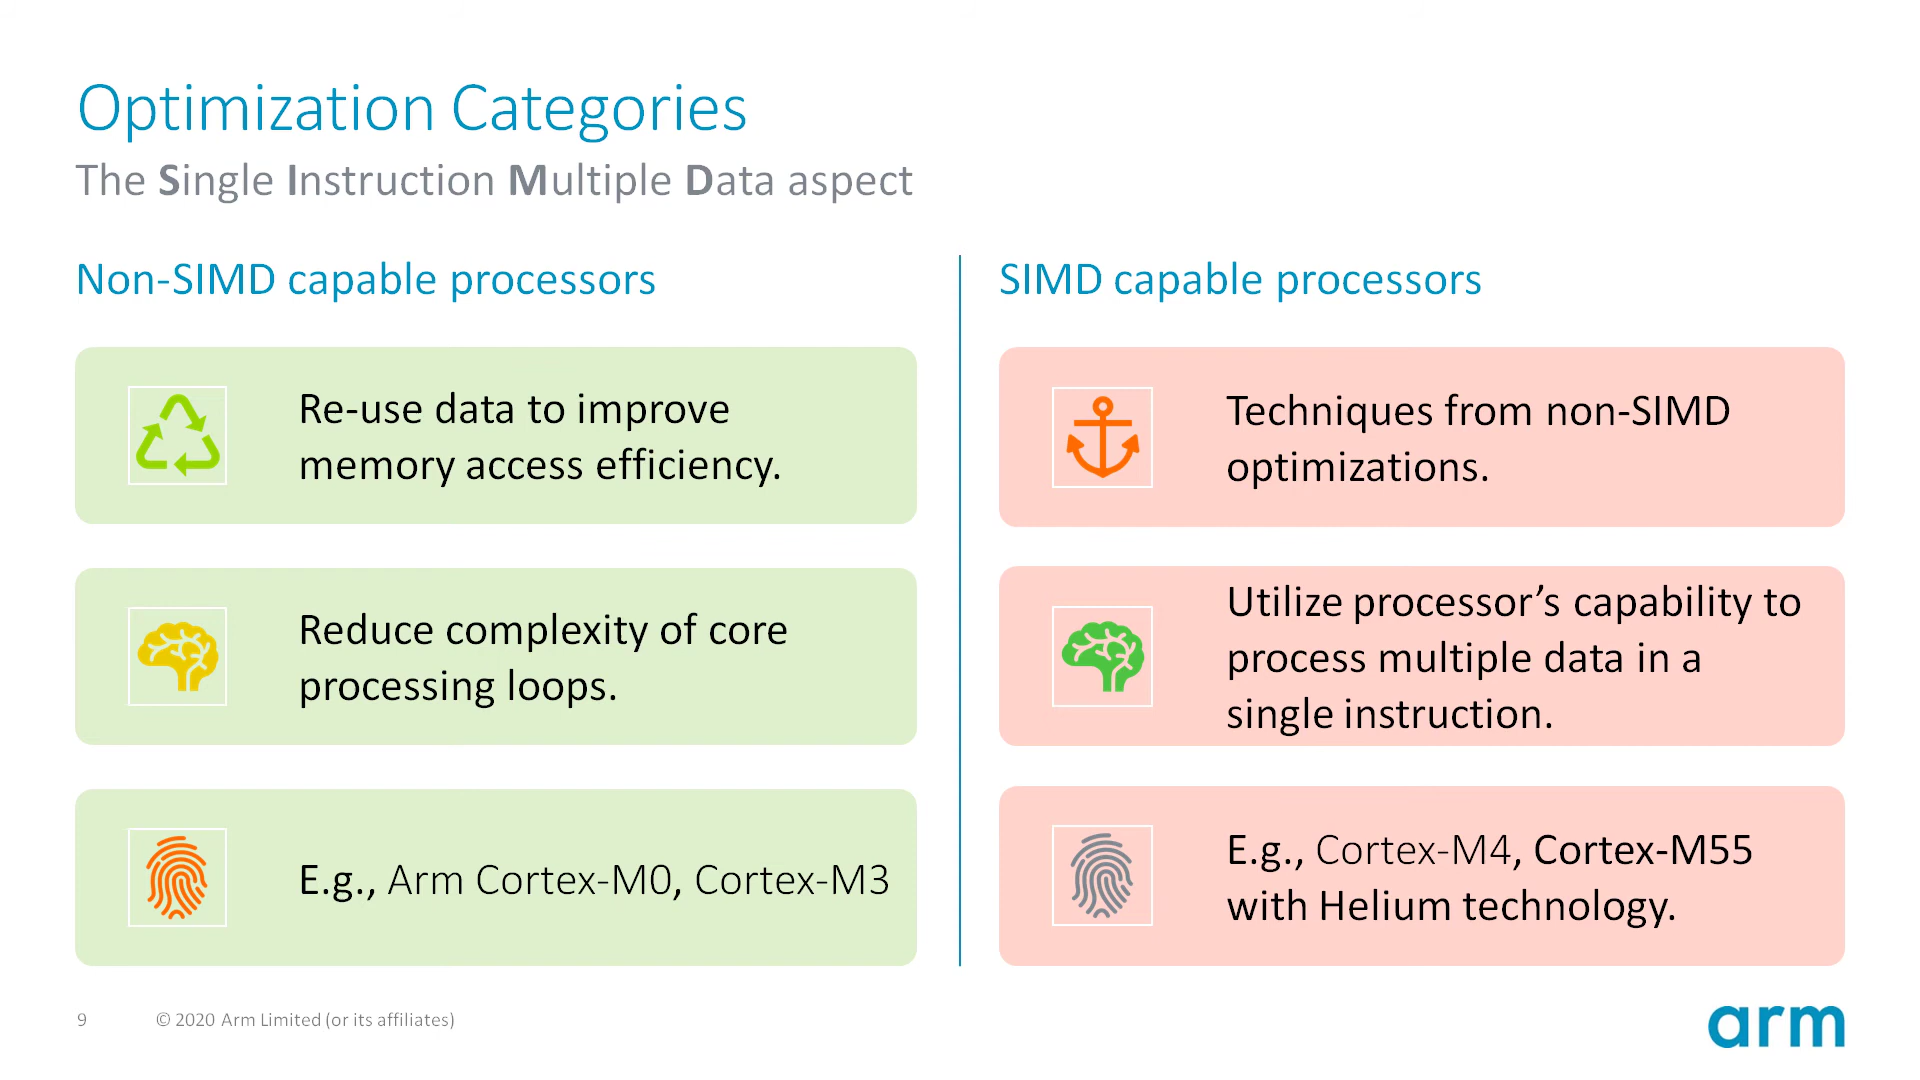 Optimization Categories
The Single Instruction Multiple Data aspect
Non-SIMD capable processors
Re-use data to improve
memory access efficiency.
Reduce complexity of core
processing loops.
E.g., Arm Cortex-M0, Cortex-M3
SIMD capable processors
Techniques from non-SIMD
optimizations.
Utilize processor’s capability to
process multiple data in a
single instruction.
E.g., Cortex-M4, Cortex-M55
with Helium technology.
9
© 2020 Arm Limited (or its affiliates)
arm